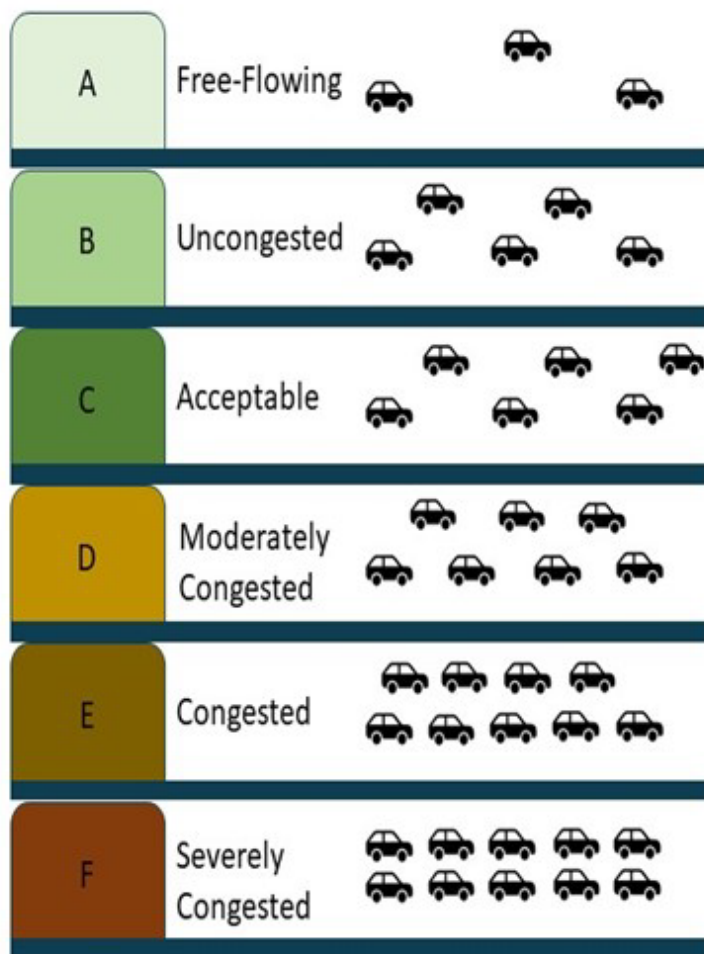 A
Free-Flowing
B
Uncongested
C
Acceptable
D
Moderately
Congested
E
Congested
F
Severely
Congested